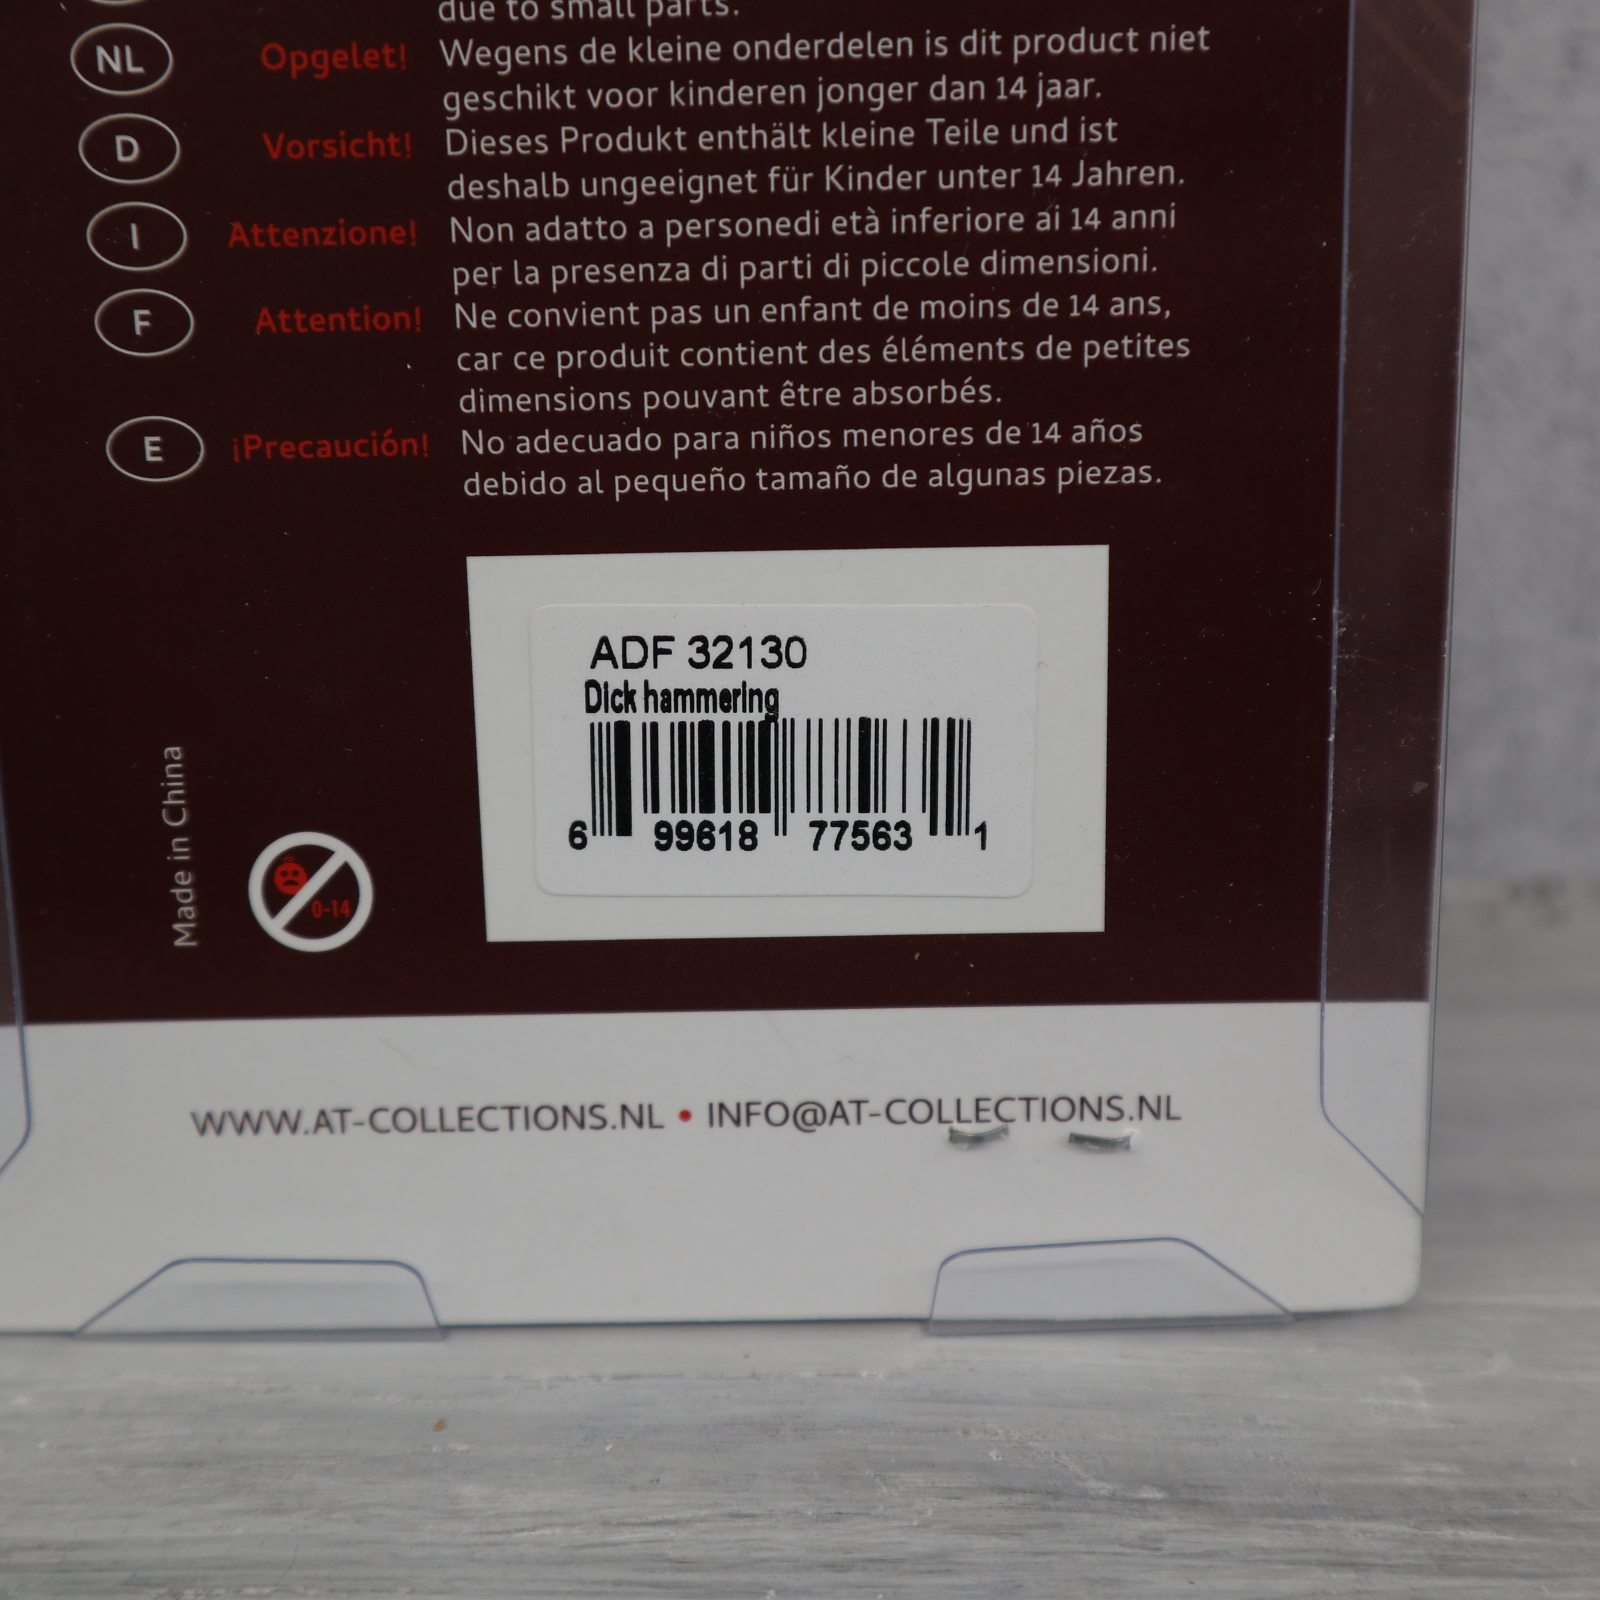 due to small parts.
NL Opgelet! Wegens de kleine onderdelen is dit product niet
geschikt voor kinderen jonger dan 14 jaar.
D Vorsicht! Dieses Produkt enthält kleine Teile und ist
deshalb ungeeignet für Kinder unter 14 Jahren.
I Attenzione! Non adatto a personedi età inferiore ai 14 anni
per la presenza di parti di piccole dimensioni.
F Attention! Ne convient pas un enfant de moins de 14 ans,
car ce produit contient des éléments de petites
dimensions pouvant être absorbés.
E ¡Precaución! No adecuado para niños menores de 14 años
debido al pequeño tamaño de algunas piezas.
ADF 32130
Dick hammering
6 99618 77563 1
Made in China
0-14
WWW.AT-COLLECTIONS.NL • INFO@AT-COLLECTIONS.NL